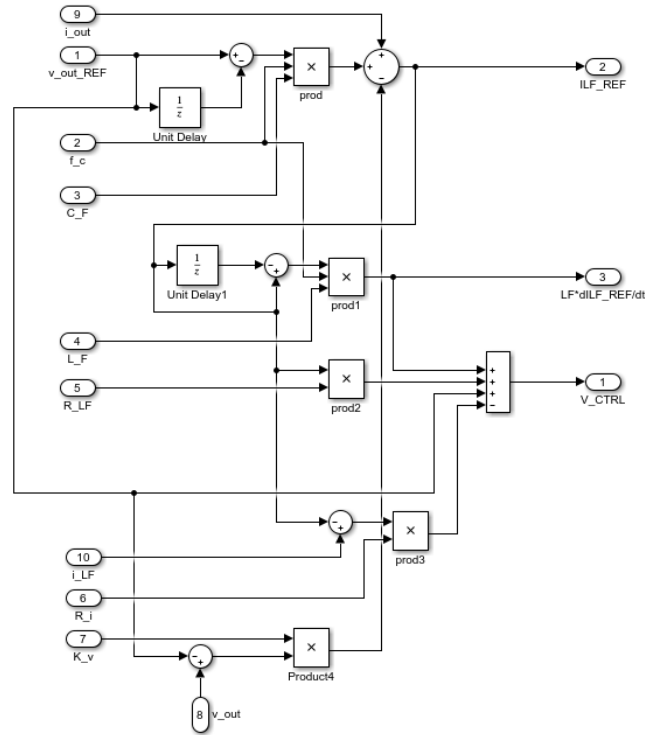 9
i_out
1
v_out_REF
+
-
×
prod
+
+
-
2
ILF_REF
1
z
Unit Delay
2
f_c
3
C_F
1
z
Unit Delay1
-
+
×
prod1
3
LF*dILF_REF/dt
4
L_F
5
R_LF
×
prod2
+
+
+
-
1
V_CTRL
-
+
×
prod3
10
i_LF
6
R_i
7
K_v
-
+
×
Product4
8
v_out